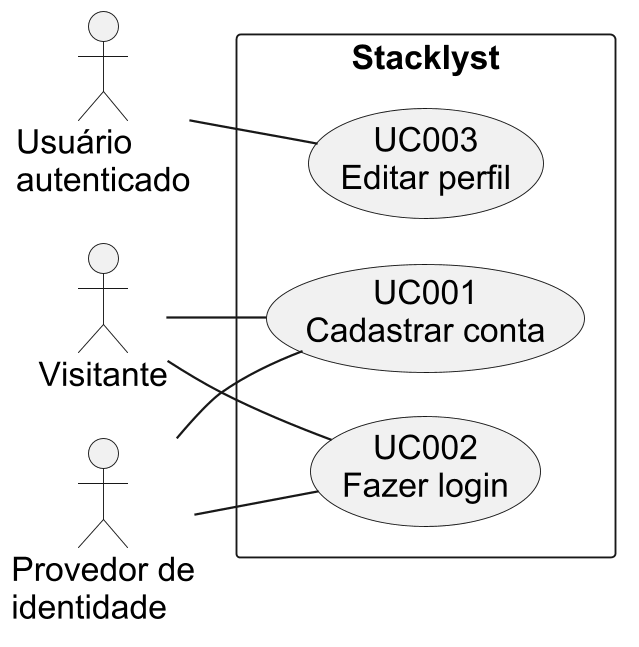 Stacklyst
Usuário
autenticado
UC003
Editar perfil
Visitante
UC001
Cadastrar conta
UC002
Fazer login
Provedor de
identidade